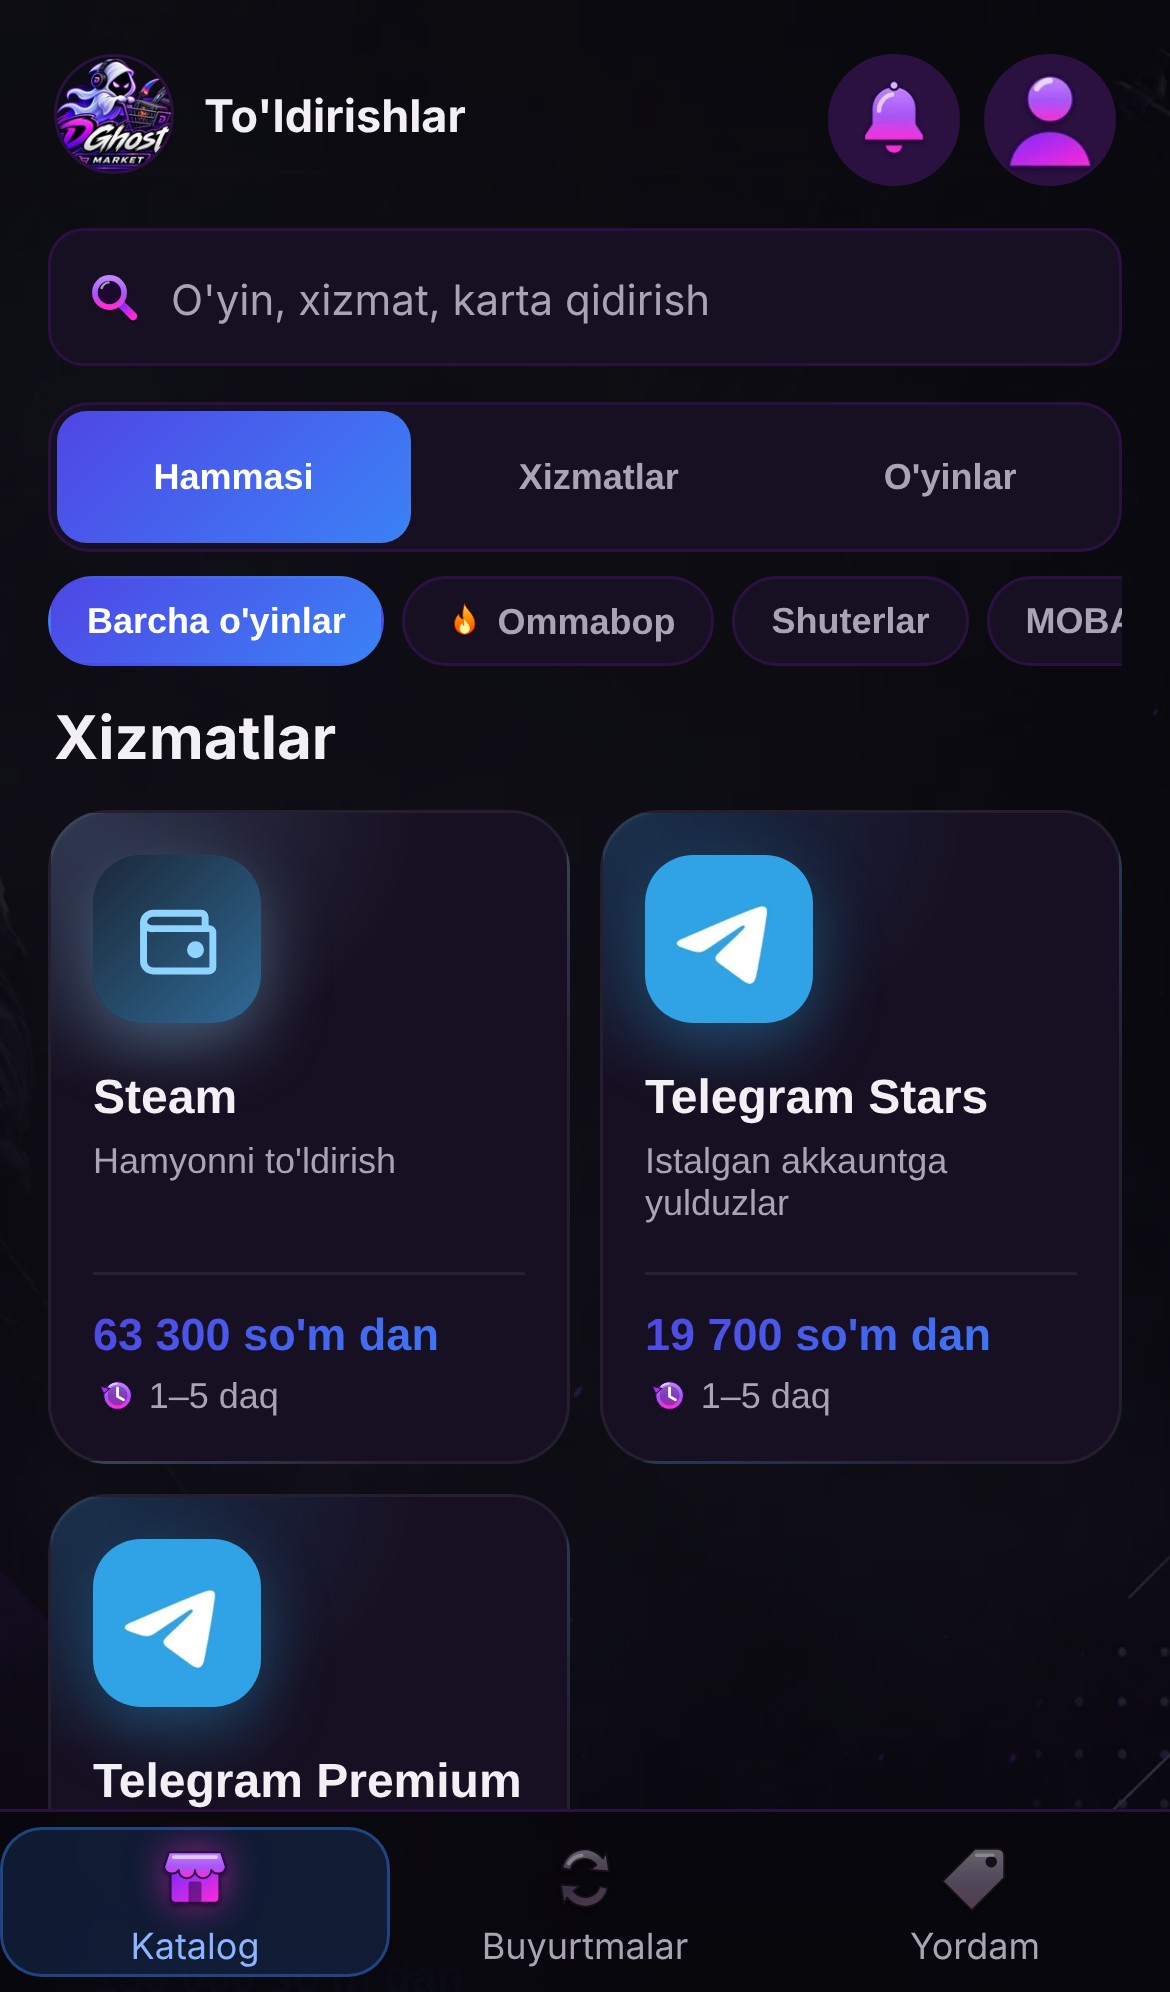 DGhost
MARKET
To'ldirishlar
O'yin, xizmat, karta qidirish
Hammasi
Xizmatlar
O'yinlar
Barcha o'yinlar
Ommabop
Shuterlar
MOBA
Xizmatlar
Steam
Hamyonni to'ldirish
63 300 so'm dan
1–5 daq
Telegram Stars
Istalgan akkauntga
yulduzlar
19 700 so'm dan
1–5 daq
Telegram Premium
Katalog
Buyurtmalar
Yordam